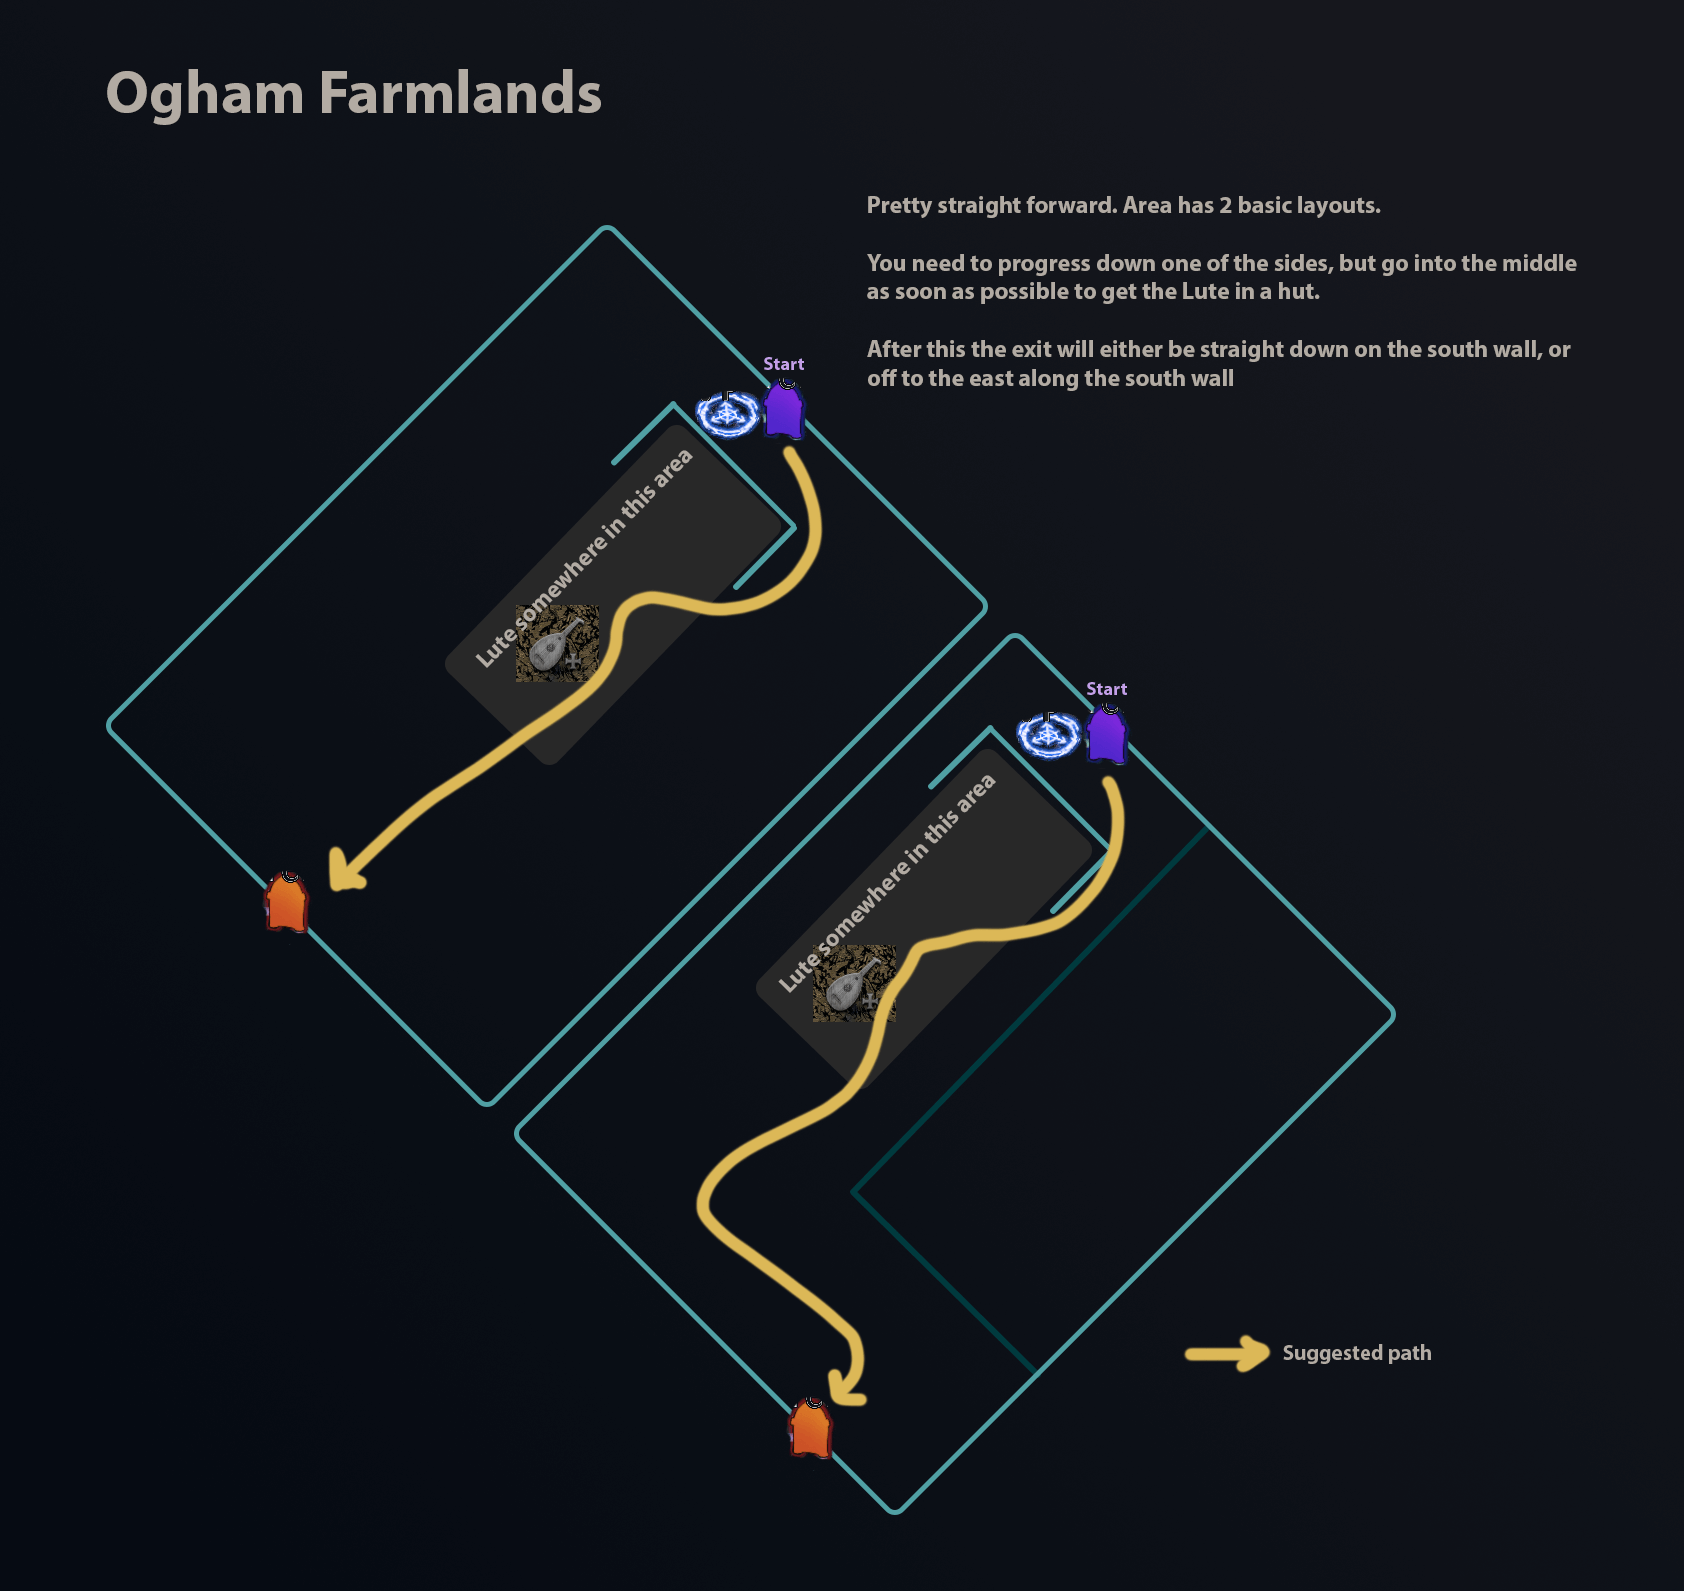 Ogham Farmlands
Pretty straight forward. Area has 2 basic layouts.
You need to progress down one of the sides, but go into the middle
as soon as possible to get the Lute in a hut.
After this the exit will either be straight down on the south wall, or
off to the east along the south wall
Start
Lute somewhere in this area
Start
Lute somewhere in this area
Suggested path